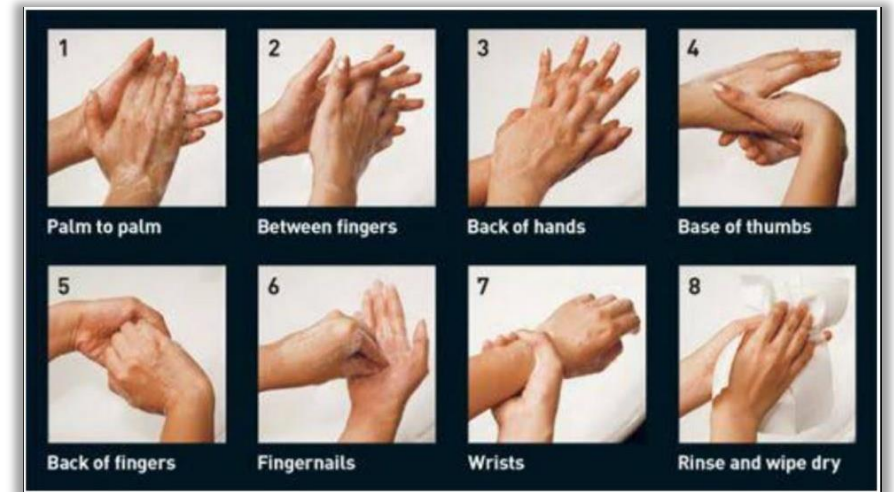 1
Palm to palm
2
Between fingers
3
Back of hands
4
Base of thumbs
5
Back of fingers
6
Fingernails
7
Wrists
8
Rinse and wipe dry